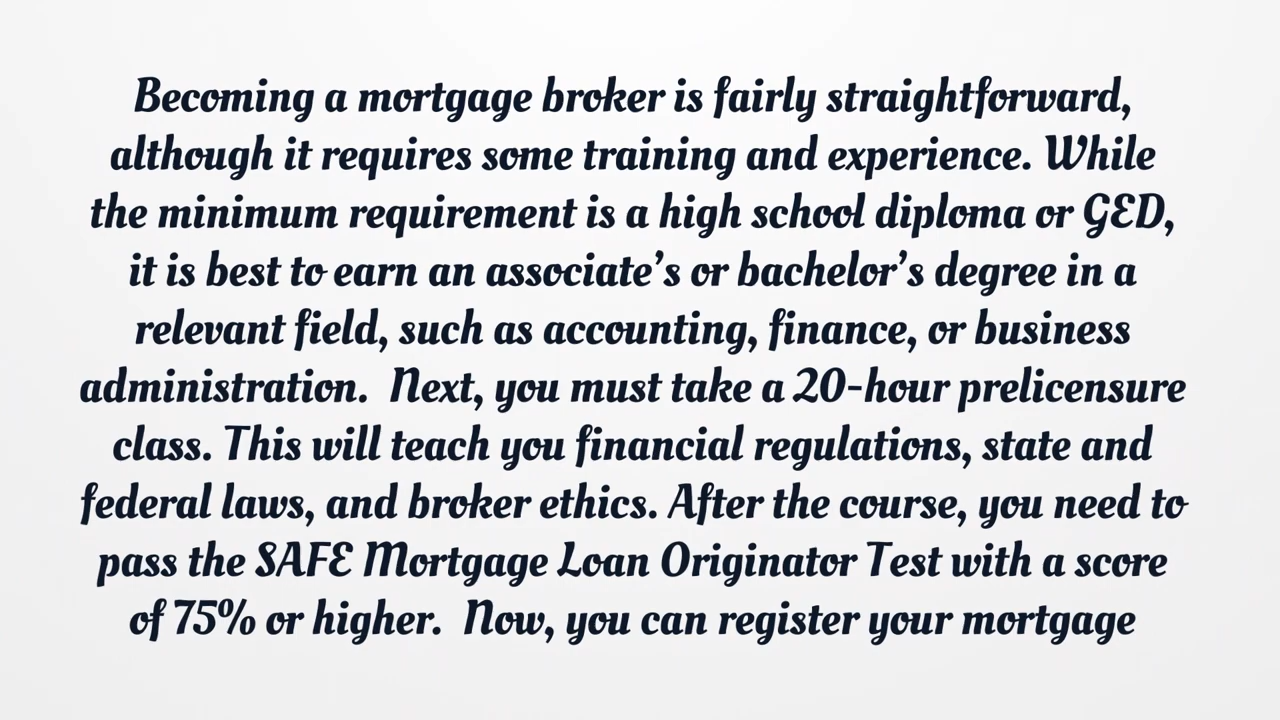 Becoming a mortgage broker is fairly straightforward,
although it requires some training and experience. While
the minimum requirement is a high school diploma or GED,
it is best to earn an associate's or bachelor's degree in a
relevant field, such as accounting, finance, or business
administration.  Next, you must take a 20-hour prelicensure
class. This will teach you financial regulations, state and
federal laws, and broker ethics. After the course, you need to
pass the SAFE Mortgage Loan Originator Test with a score
of 75% or higher.  Now, you can register your mortgage